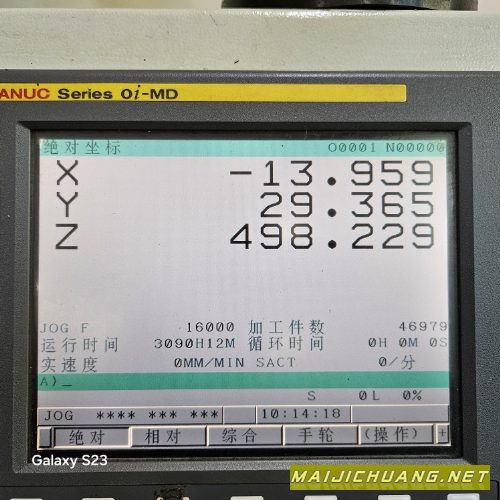 ANUC Series 0i-MD
绝对坐标 O0001 N00000
X -13.959
Y 29.365
Z 498.229
JOG F 16000 加工件数 46979
运行时间 3090H12M 循环时间 0H 0M 0S
实速度 0MM/MIN SACT 0/分
A)_
S 0L 0%
JOG **** *** *** 10:14:18
绝对 相对 综合 手轮 (操作) +
Galaxy S23
MAIJICHUANG.NET